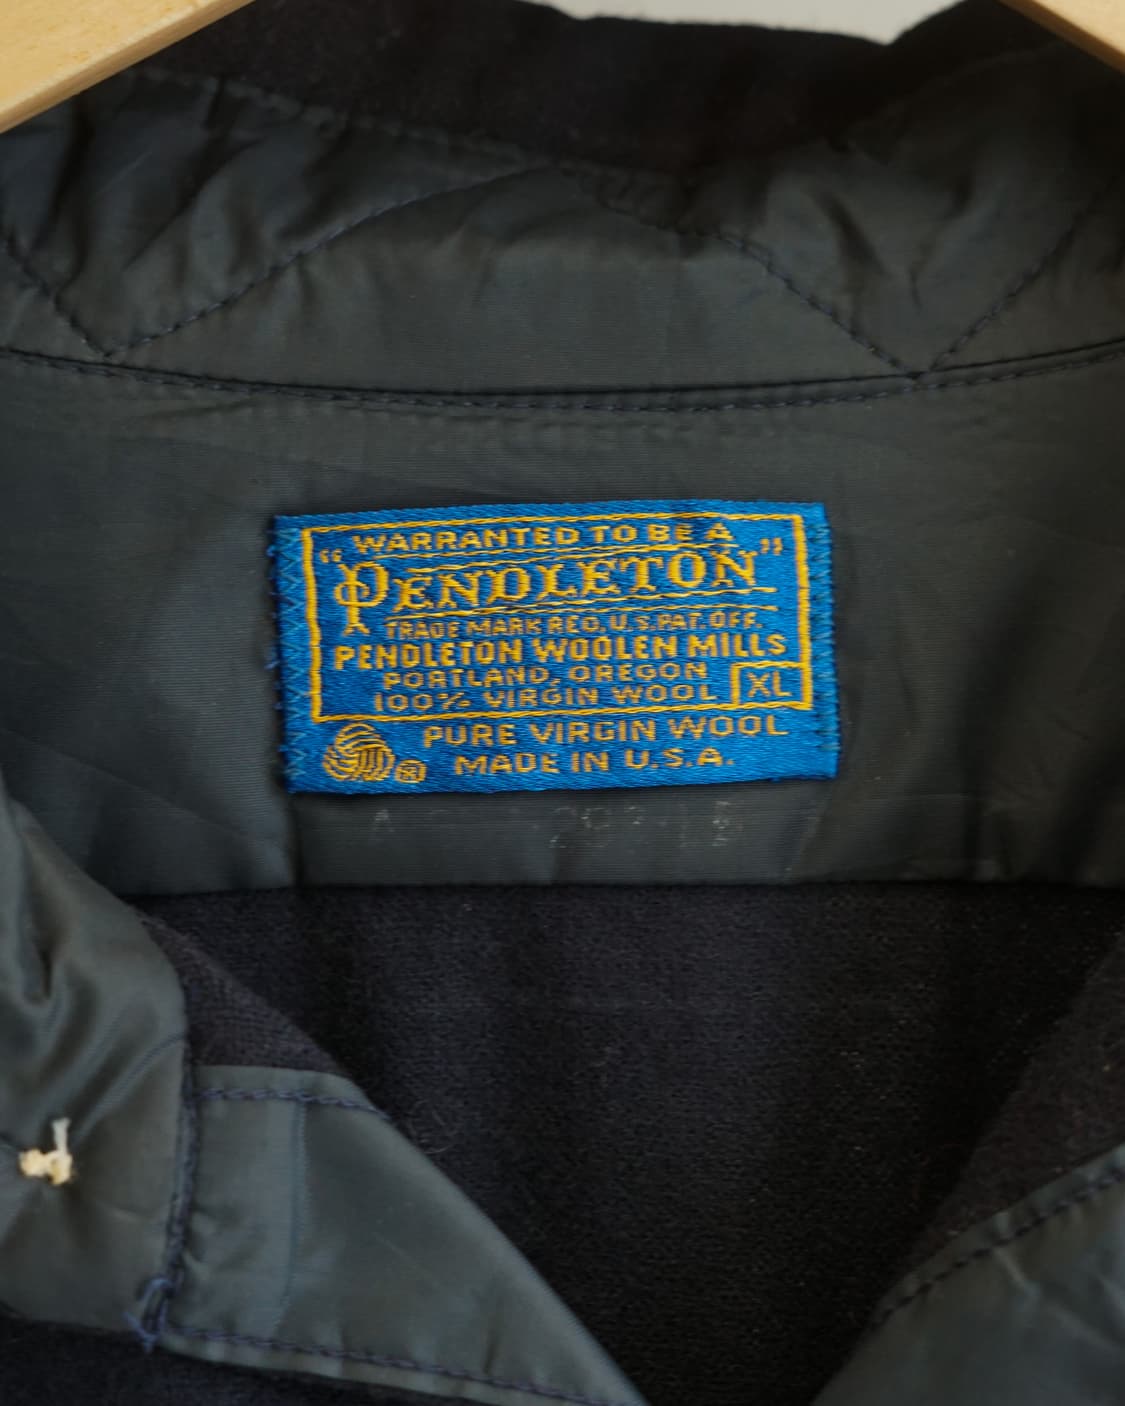 WARRANTED TO BE A
"PENDLETON"
TRADE MARK REG. U.S. PAT. OFF.
PENDLETON WOOLEN MILLS
PORTLAND, OREGON
100% VIRGIN WOOL XL
PURE VIRGIN WOOL
® MADE IN U.S.A.